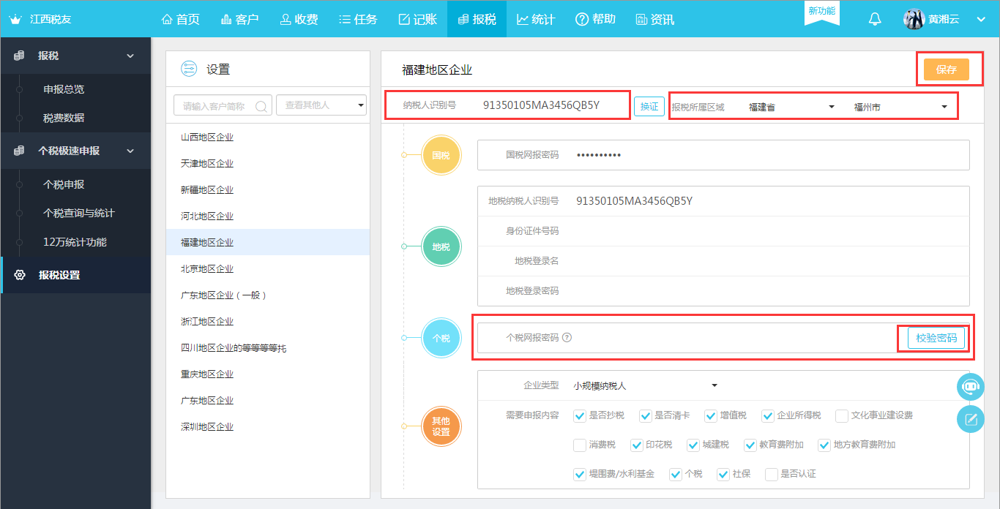 江西税友 首页 客户 收费 任务 记账 报税 统计 帮助 资讯 新功能 黄湘云
报税
申报总览
税费数据
个税极速申报
个税申报
个税查询与统计
12万统计功能
报税设置
设置
请输入客户简称 查看其他人
山西地区企业
天津地区企业
新疆地区企业
河北地区企业
福建地区企业
北京地区企业
广东地区企业（一般）
浙江地区企业
四川地区企业的等等等等托
重庆地区企业
广东地区企业
深圳地区企业
福建地区企业 保存
纳税人识别号 91350105MA3456QB5Y 换证 报税所属区域 福建省 福州市
国税 国税网报密码 ••••••••••
地税
地税纳税人识别号 91350105MA3456QB5Y
身份证件号码
地税登录名
地税登录密码
个税 个税网报密码 ? 校验密码
其他
设置
企业类型 小规模纳税人
需要申报内容 是否抄税 是否清卡 增值税 企业所得税 文化事业建设费
消费税 印花税 城建税 教育费附加 地方教育费附加
堤围费/水利基金 个税 社保 是否认证